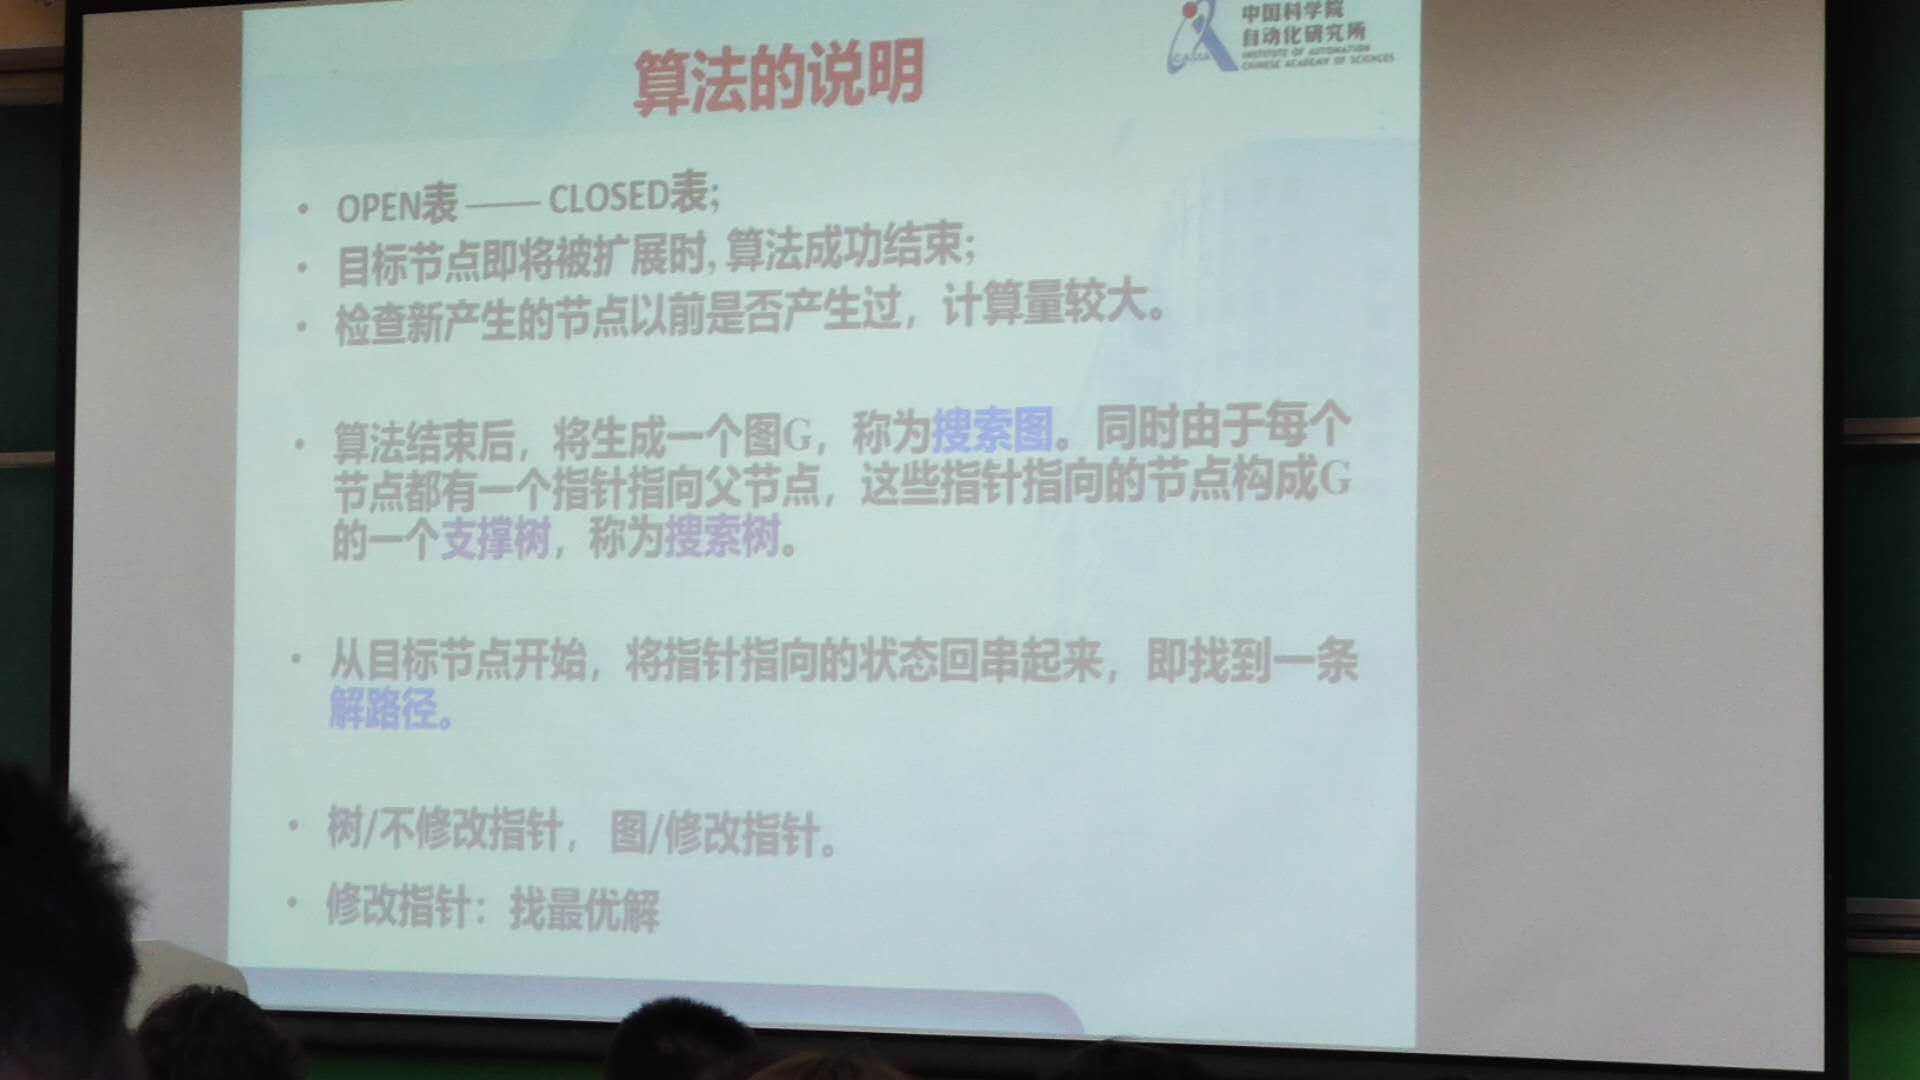 中国科学院
自动化研究所
INSTITUTE OF AUTOMATION
CHINESE ACADEMY OF SCIENCES
CASIA
算法的说明
• OPEN表 —— CLOSED表;
• 目标节点即将被扩展时, 算法成功结束;
• 检查新产生的节点以前是否产生过，计算量较大。
• 算法结束后，将生成一个图G，称为搜索图。同时由于每个
节点都有一个指针指向父节点，这些指针指向的节点构成G
的一个支撑树，称为搜索树。
• 从目标节点开始，将指针指向的状态回串起来，即找到一条
解路径。
• 树/不修改指针， 图/修改指针。
• 修改指针：找最优解